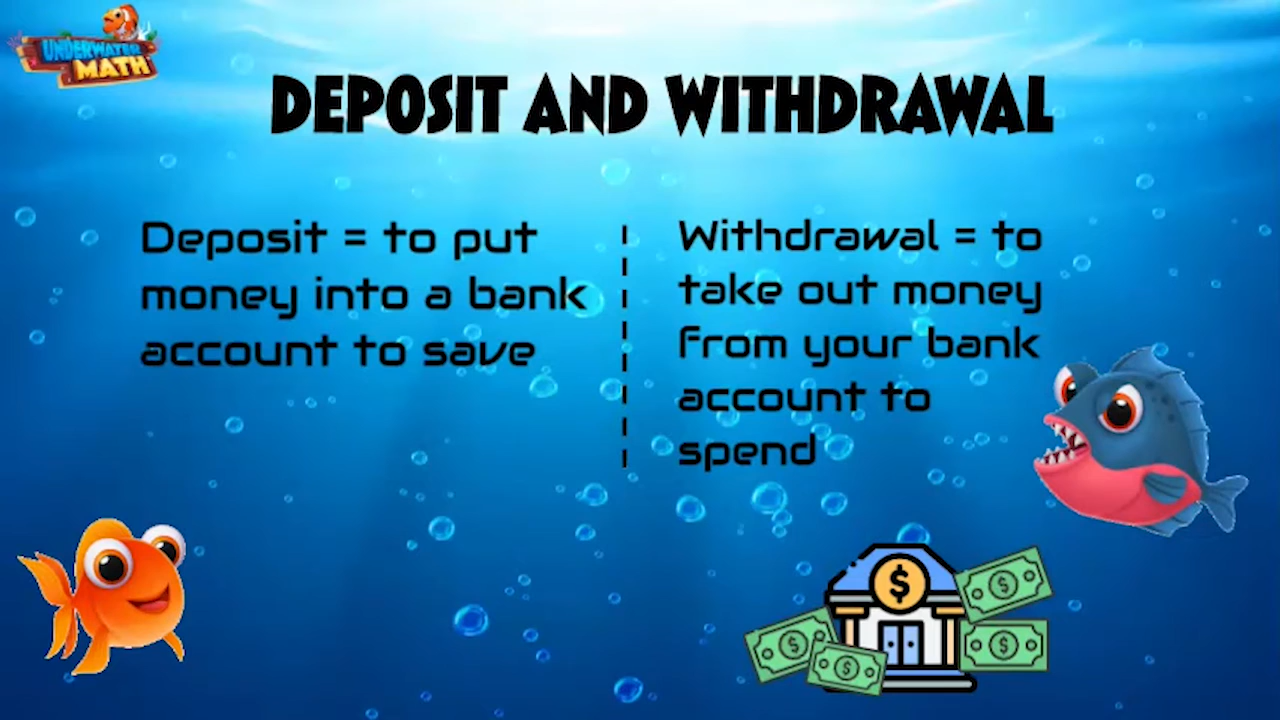 UNDERWATER
MATH
DEPOSIT AND WITHDRAWAL
Deposit = to put
money into a bank
account to save
Withdrawal = to
take out money
from your bank
account to
spend
$
$
$
$
$